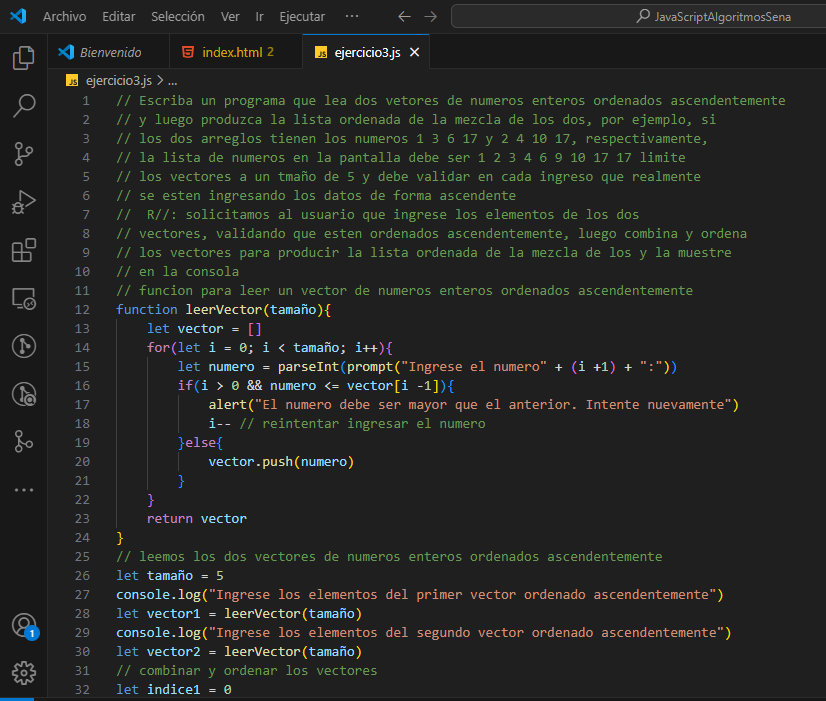 Archivo Editar Selección Ver Ir Ejecutar ··· ← → JavaScriptAlgoritmosSena
Bienvenido index.html 2 JS ejercicio3.js ×
JS ejercicio3.js > ...
1 // Escriba un programa que lea dos vetores de numeros enteros ordenados ascendentemente
2 // y luego produzca la lista ordenada de la mezcla de los dos, por ejemplo, si
3 // los dos arreglos tienen los numeros 1 3 6 17 y 2 4 10 17, respectivamente,
4 // la lista de numeros en la pantalla debe ser 1 2 3 4 6 9 10 17 17 limite
5 // los vectores a un tmaño de 5 y debe validar en cada ingreso que realmente
6 // se esten ingresando los datos de forma ascendente
7 //  R//: solicitamos al usuario que ingrese los elementos de los dos
8 // vectores, validando que esten ordenados ascendentemente, luego combina y ordena
9 // los vectores para producir la lista ordenada de la mezcla de los y la muestre
10 // en la consola
11 // funcion para leer un vector de numeros enteros ordenados ascendentemente
12 function leerVector(tamaño){
13     let vector = []
14     for(let i = 0; i < tamaño; i++){
15         let numero = parseInt(prompt("Ingrese el numero" + (i +1) + ":"))
16         if(i > 0 && numero <= vector[i -1]){
17             alert("El numero debe ser mayor que el anterior. Intente nuevamente")
18             i-- // reintentar ingresar el numero
19         }else{
20             vector.push(numero)
21         }
22     }
23     return vector
24 }
25 // leemos los dos vectores de numeros enteros ordenados ascendentemente
26 let tamaño = 5
27 console.log("Ingrese los elementos del primer vector ordenado ascendentemente")
28 let vector1 = leerVector(tamaño)
29 console.log("Ingrese los elementos del segundo vector ordenado ascendentemente")
30 let vector2 = leerVector(tamaño)
31 // combinar y ordenar los vectores
32 let indice1 = 0
1